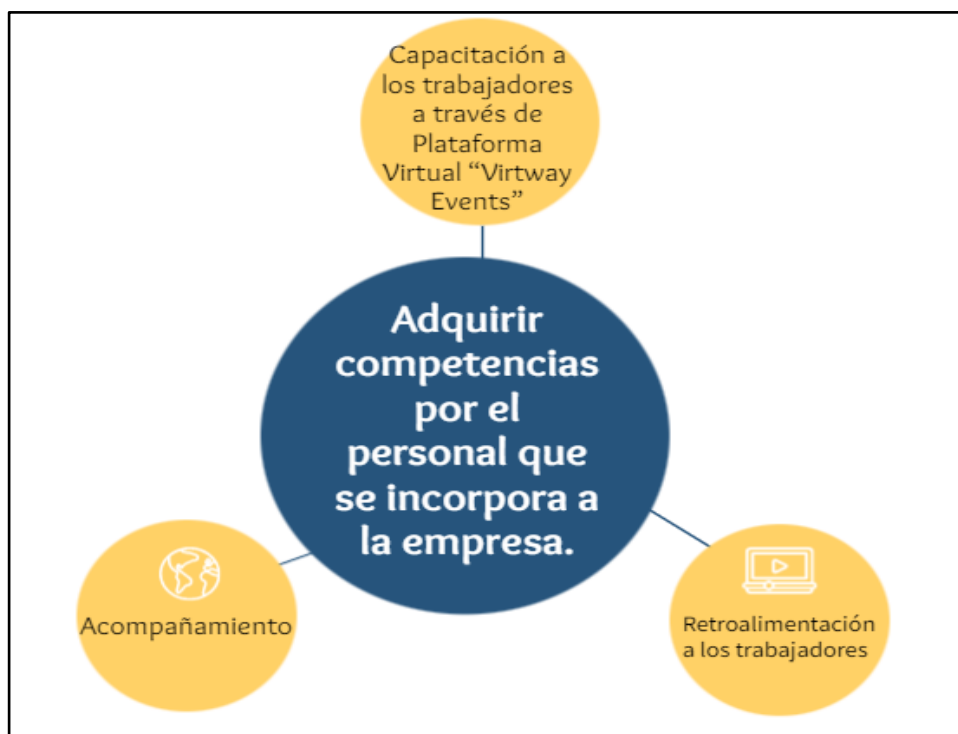 Capacitación a
los trabajadores
a través de
Plataforma
Virtual “Virtway
Events”
Adquirir
competencias
por el
personal que
se incorpora a
la empresa.
Acompañamiento
Retroalimentación
a los trabajadores